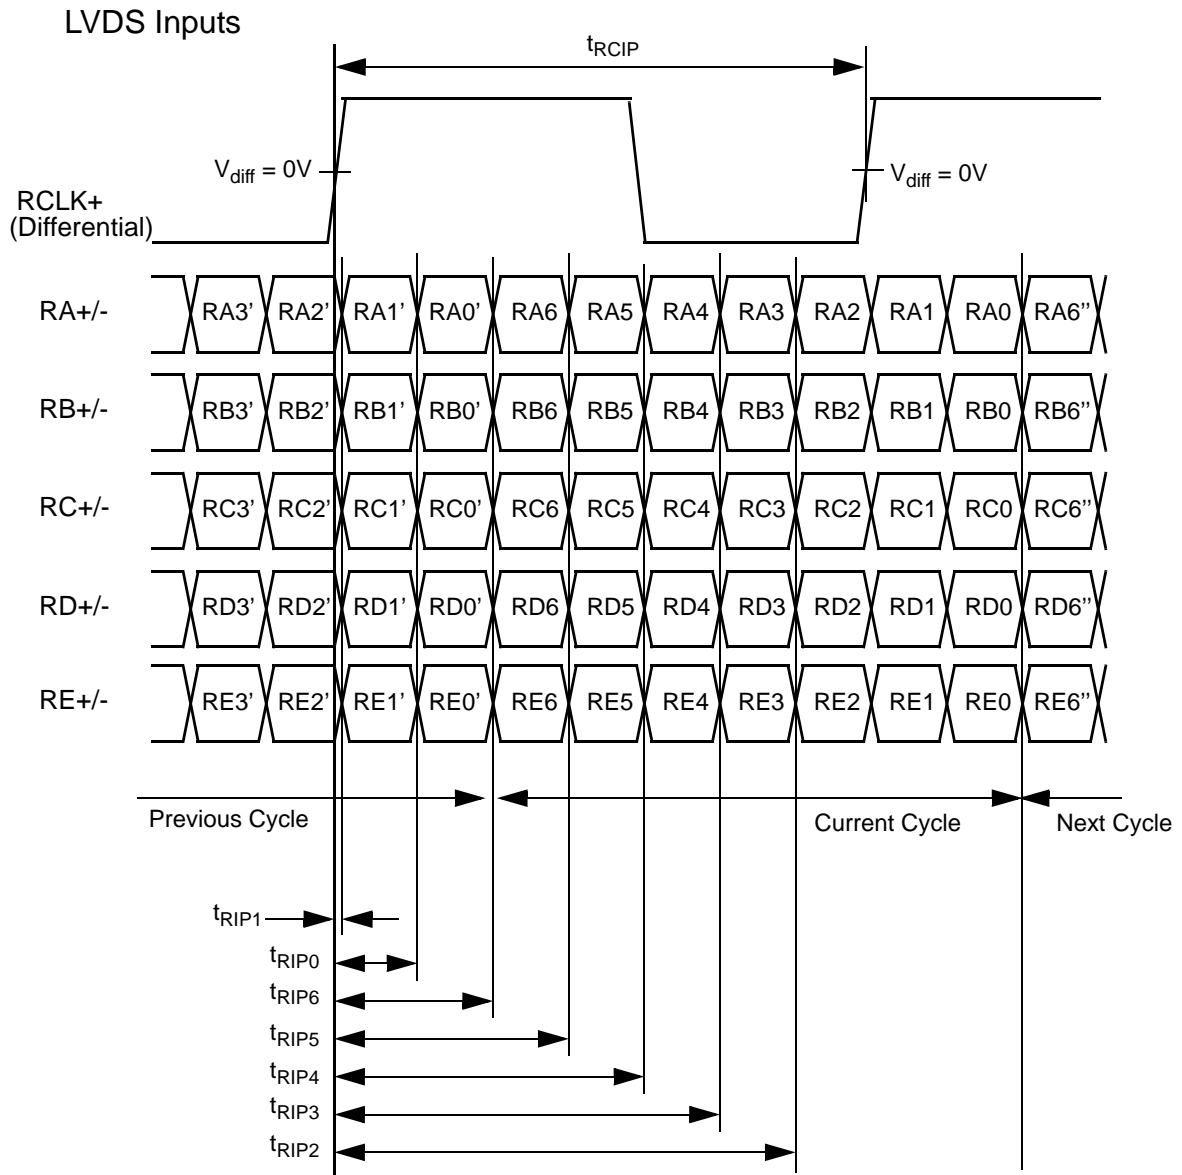 LVDS Inputs
tRCIP
Vdiff = 0V
Vdiff = 0V
RCLK+
(Differential)
RA+/- RA3' RA2' RA1' RA0' RA6 RA5 RA4 RA3 RA2 RA1 RA0 RA6''
RB+/- RB3' RB2' RB1' RB0' RB6 RB5 RB4 RB3 RB2 RB1 RB0 RB6''
RC+/- RC3' RC2' RC1' RC0' RC6 RC5 RC4 RC3 RC2 RC1 RC0 RC6''
RD+/- RD3' RD2' RD1' RD0' RD6 RD5 RD4 RD3 RD2 RD1 RD0 RD6''
RE+/- RE3' RE2' RE1' RE0' RE6 RE5 RE4 RE3 RE2 RE1 RE0 RE6''
Previous Cycle Current Cycle Next Cycle
tRIP1
tRIP0
tRIP6
tRIP5
tRIP4
tRIP3
tRIP2